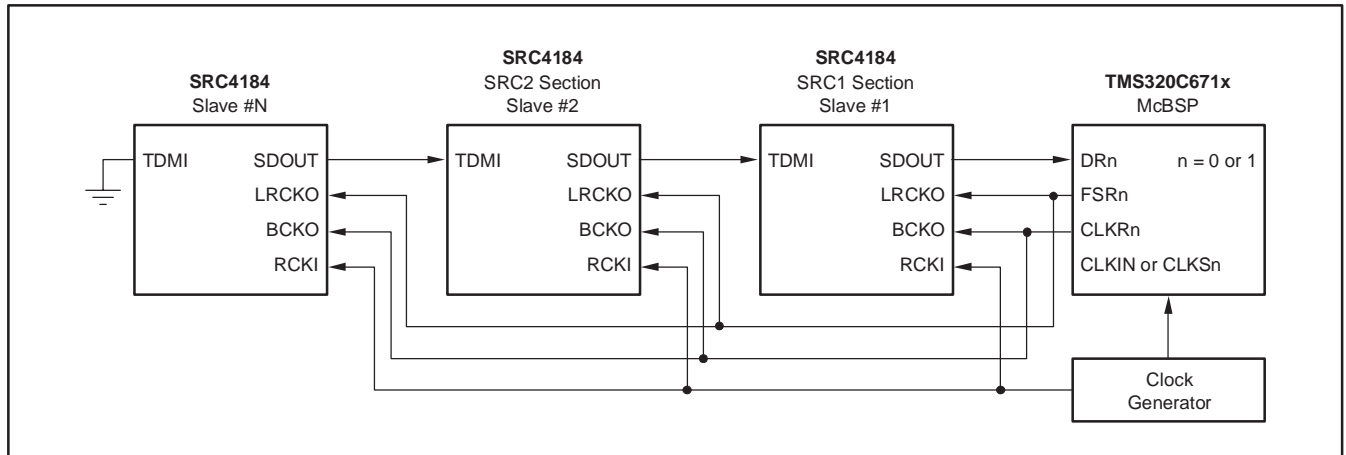 SRC4184
Slave #N
TDMI SDOUT
LRCKO
BCKO
RCKI
SRC4184
SRC2 Section
Slave #2
TDMI SDOUT
LRCKO
BCKO
RCKI
SRC4184
SRC1 Section
Slave #1
TDMI SDOUT
LRCKO
BCKO
RCKI
TMS320C671x
McBSP
DRn n = 0 or 1
FSRn
CLKRn
CLKIN or CLKSn
Clock
Generator